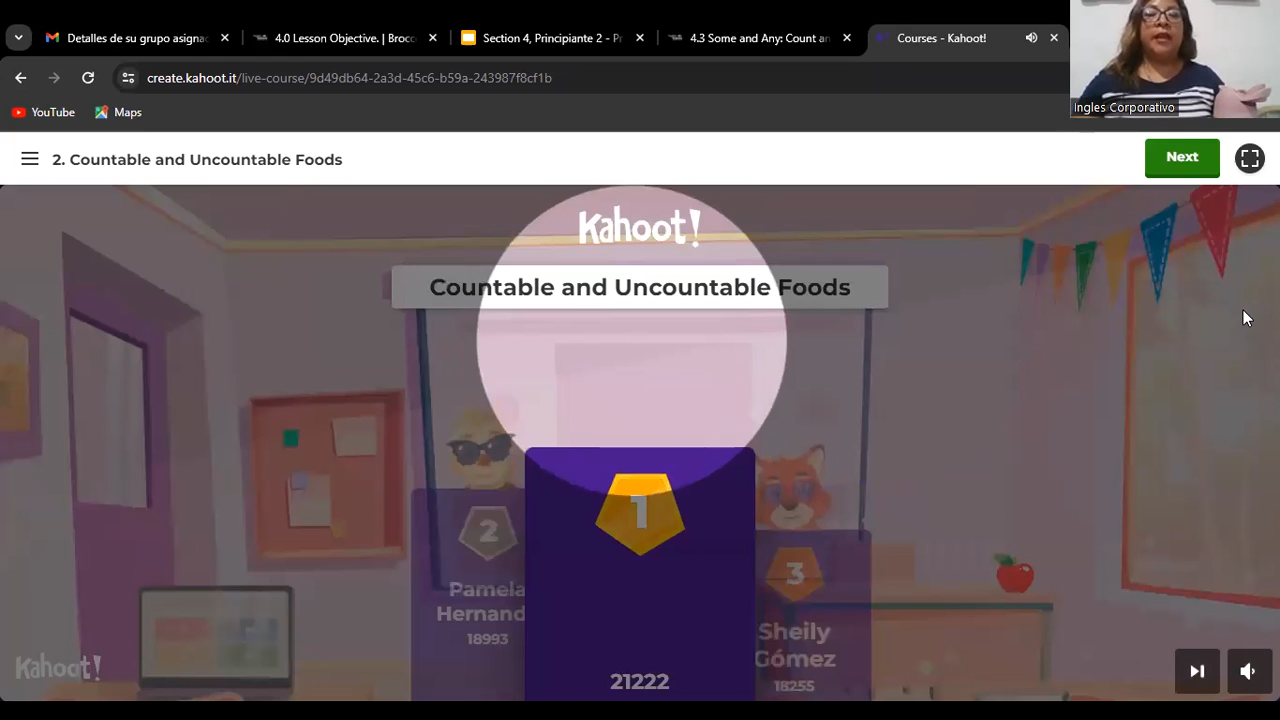 Detalles de su grupo asigna
4.0 Lesson Objective. | Brocc
Section 4, Principiante 2 - Pr
4.3 Some and Any: Count an
Courses - Kahoot!
create.kahoot.it/live-course/9d49db64-2a3d-45c6-b59a-243987f8cf1b
YouTube
Maps
Ingles Corporativo
2. Countable and Uncountable Foods
Next
Kahoot!
Countable and Uncountable Foods
1
2
3
Pamela
Hernand
18993
Sheily
Gómez
18255
21222
Kahoot!